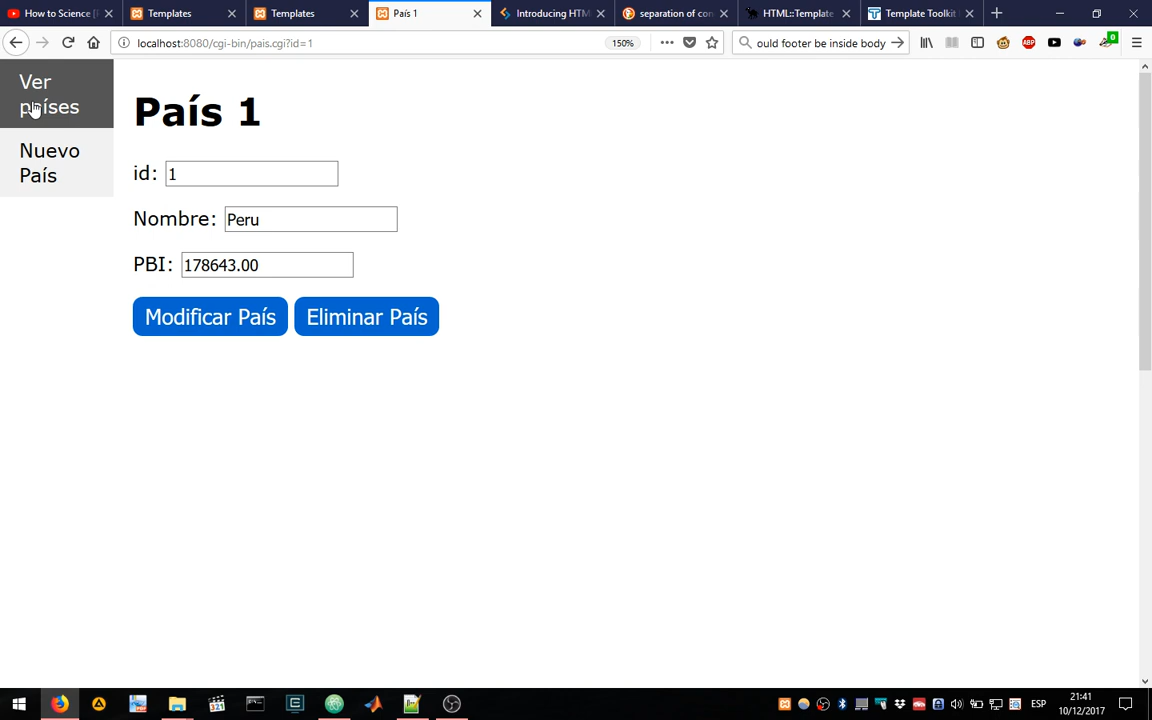 How to Science [
Templates
Templates
País 1
Introducing HTM
separation of con
HTML::Template
Template Toolkit
localhost:8080/cgi-bin/pais.cgi?id=1
150%
ould footer be inside body
ABP
0
Ver
países
Nuevo
País
País 1
id: 1
Nombre: Peru
PBI: 178643.00
Modificar País
Eliminar País
ESP
21:41
10/12/2017